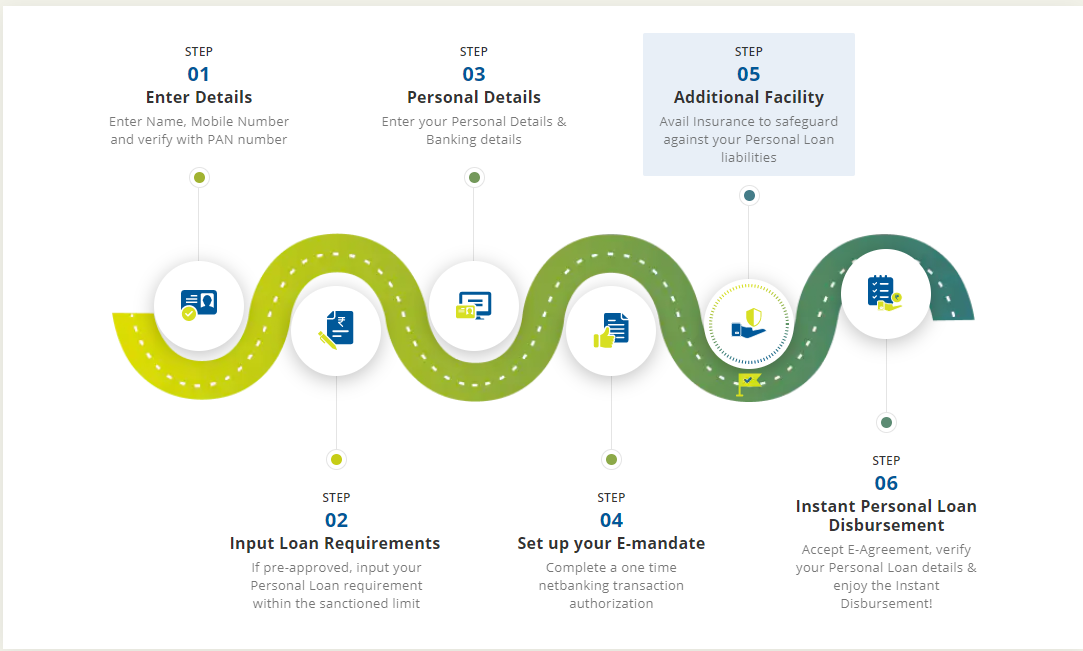 STEP
01
Enter Details
Enter Name, Mobile Number
and verify with PAN number
STEP
02
Input Loan Requirements
If pre-approved, input your
Personal Loan requirement
within the sanctioned limit
STEP
03
Personal Details
Enter your Personal Details &
Banking details
STEP
04
Set up your E-mandate
Complete a one time
netbanking transaction
authorization
STEP
05
Additional Facility
Avail Insurance to safeguard
against your Personal Loan
liabilities
STEP
06
Instant Personal Loan
Disbursement
Accept E-Agreement, verify
your Personal Loan details &
enjoy the Instant
Disbursement!